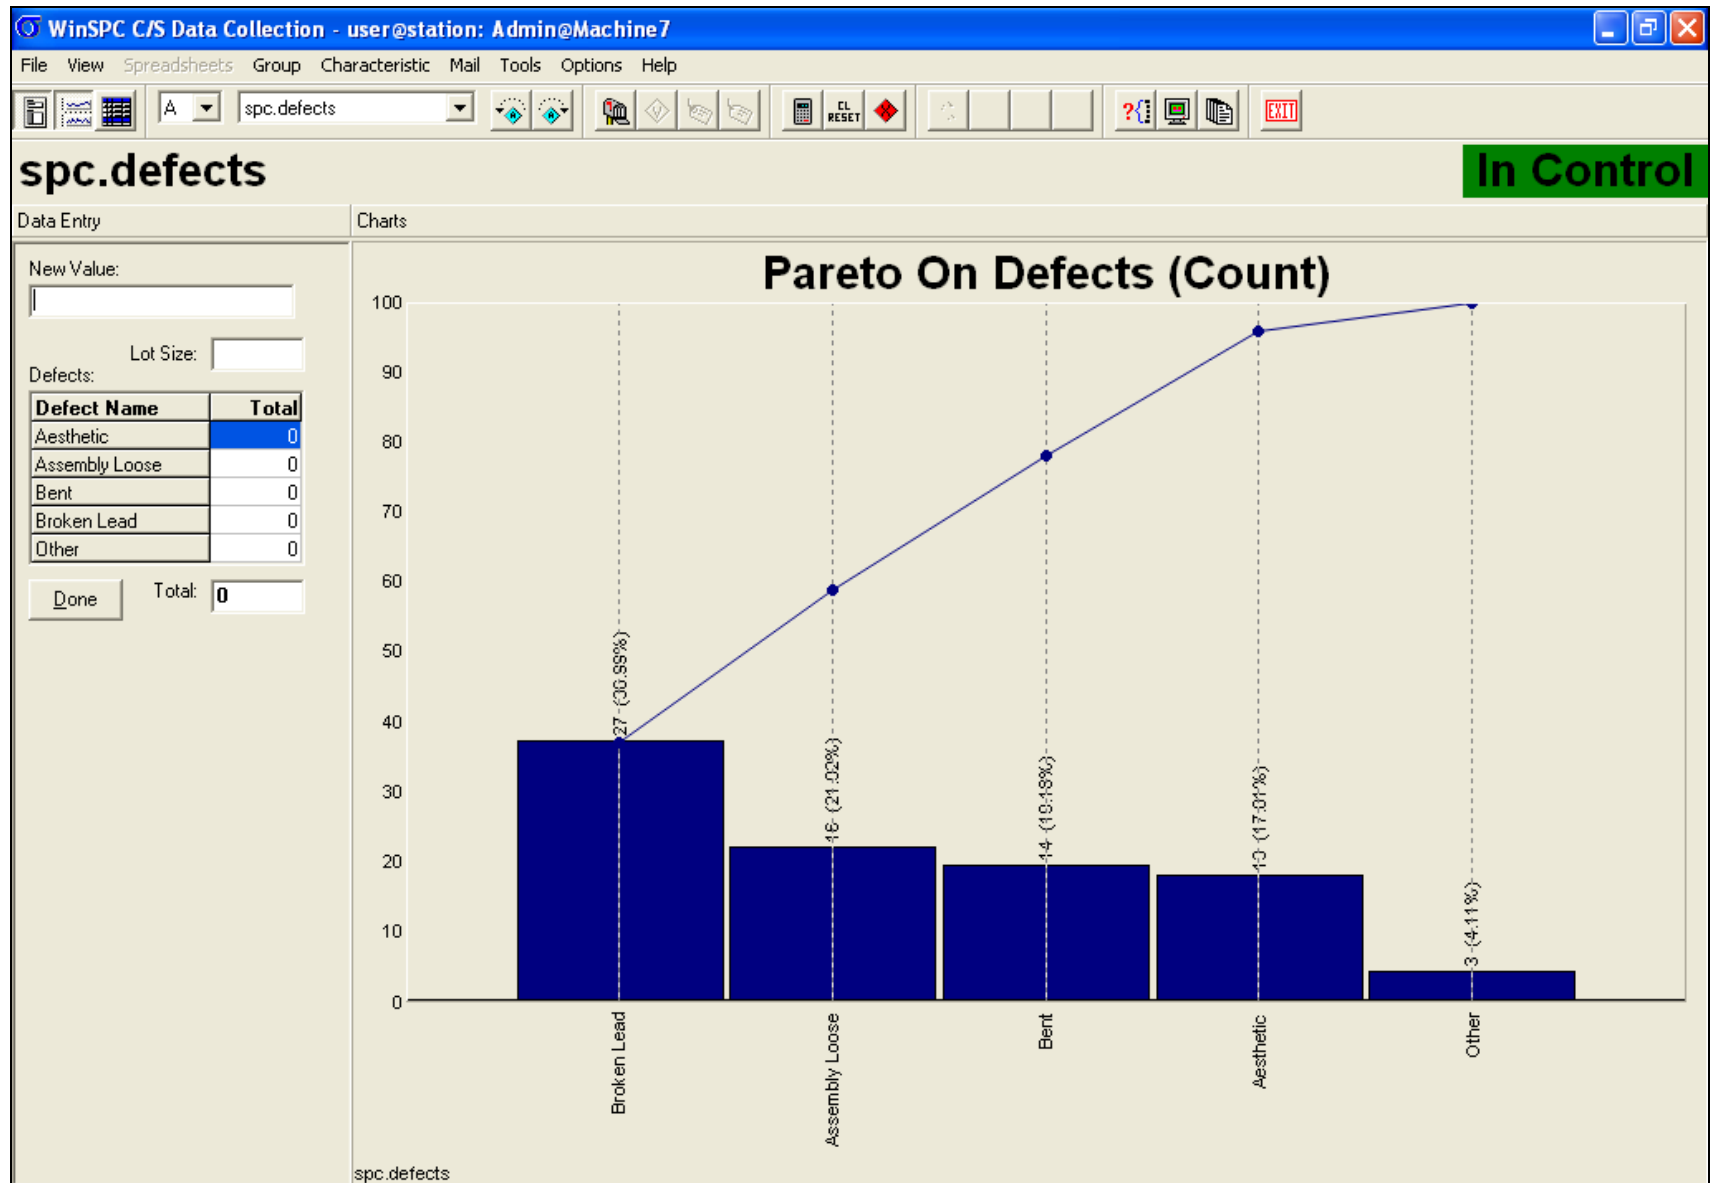 WinSPC C/S Data Collection - user@station: Admin@Machine7
File View Spreadsheets Group Characteristic Mail Tools Options Help
A spc.defects CL RESET ?{ EXIT
spc.defects In Control
Data Entry Charts
New Value:
Lot Size:
Defects:
Defect Name Total
Aesthetic 0
Assembly Loose 0
Bent 0
Broken Lead 0
Other 0
Done Total: 0
Pareto On Defects (Count)
100
90
80
70
60
50
40
30
20
10
0
27 (36.99%)
16 (21.92%)
14 (19.18%)
13 (17.81%)
3 (4.11%)
Broken Lead
Assembly Loose
Bent
Aesthetic
Other
spc.defects